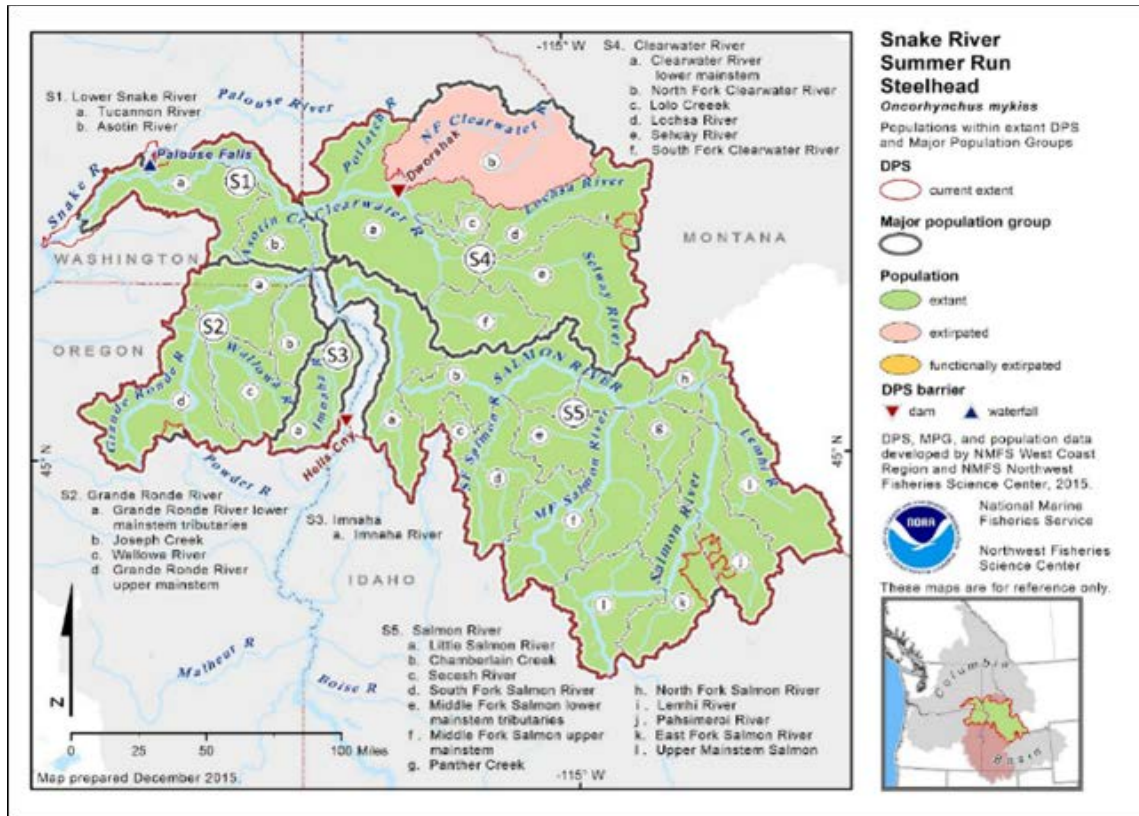 Snake River
Summer Run
Steelhead
Oncorhynchus mykiss
Populations within extant DPS
and Major Population Groups
DPS
current extent
Major population group
Population
extant
extirpated
functionally extirpated
DPS barrier
dam
waterfall
DPS, MPG, and population data
developed by NMFS West Coast
Region and NMFS Northwest
Fisheries Science Center, 2015.
NOAA
National Marine
Fisheries Service
Northwest Fisheries
Science Center
These maps are for reference only.
Columbia
Basin
-115° W
S4. Clearwater River
a. Clearwater River
lower mainstem
b. North Fork Clearwater River
c. Lolo Creeek
d. Lochsa River
e. Selway River
f. South Fork Clearwater River
S1. Lower Snake River
a. Tucannon River
b. Asotin River
Palouse River
Palouse Falls
Snake R
Potlatch R
NF Clearwater R
Dworshak
Lochsa River
Selway River
Clearwater R
Asotin Cr
WASHINGTON
MONTANA
OREGON
IDAHO
S1
a
b
S4
a
b
c
d
e
f
S2
a
b
c
d
S3
a
S5
a
b
c
d
e
f
g
h
i
j
k
l
Grande Ronde R
Wallowa R
Imnaha R
SALMON RIVER
SF Salmon R
MF Salmon River
Salmon River
Lemhi R
Hells Cny
Powder R
Malheur R
Boise R
45° N
45° N
S2. Grande Ronde River
a. Grande Ronde River lower
mainstem tributaries
b. Joseph Creek
c. Wallowa River
d. Grande Ronde River
upper mainstem
S3. Imnaha
a. Imnaha River
S5. Salmon River
a. Little Salmon River
b. Chamberlain Creek
c. Secesh River
d. South Fork Salmon River
e. Middle Fork Salmon lower
mainstem tributaries
f. Middle Fork Salmon upper
mainstem
g. Panther Creek
h. North Fork Salmon River
i. Lemhi River
j. Pahsimeroi River
k. East Fork Salmon River
l. Upper Mainstem Salmon
N
0 25 50 100 Miles
Map prepared December 2015.
-115° W